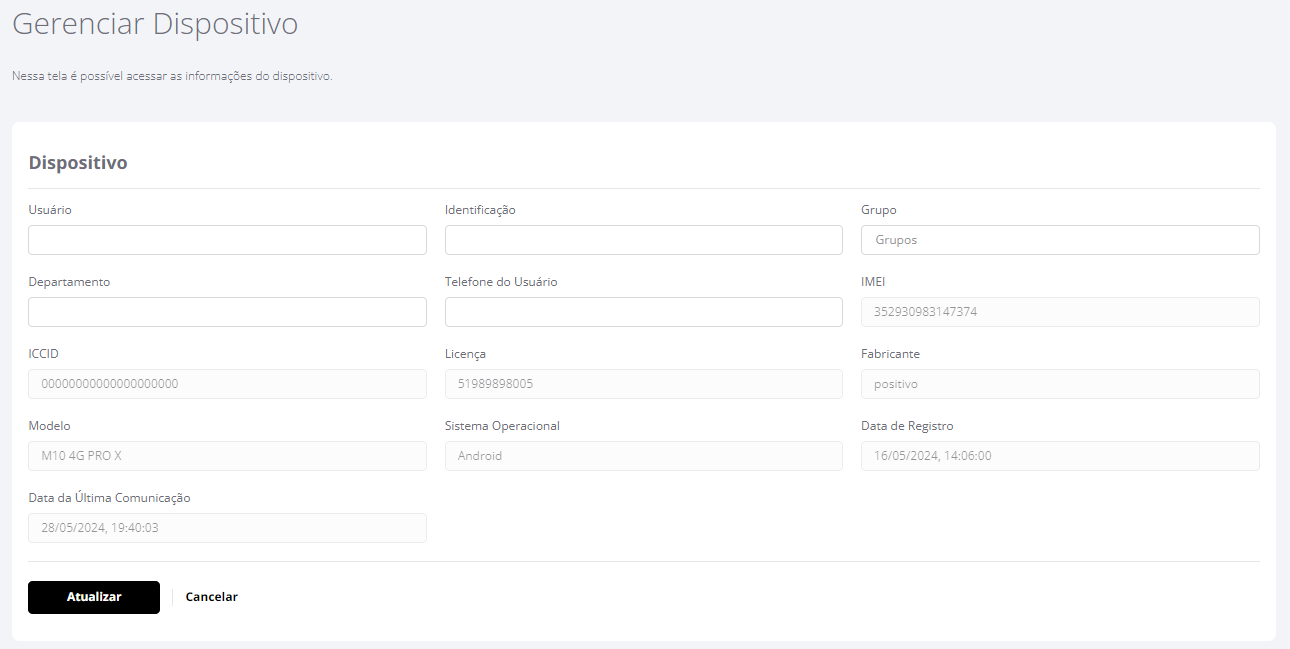 Gerenciar Dispositivo
Nessa tela é possível acessar as informações do dispositivo.
Dispositivo
Usuário
Identificação
Grupo
Grupos
Departamento
Telefone do Usuário
IMEI
352930983147374
ICCID
Licença
Fabricante
00000000000000000000
51989898005
positivo
Modelo
Sistema Operacional
Data de Registro
M10 4G PRO X
Android
16/05/2024, 14:06:00
Data da Última Comunicação
28/05/2024, 19:40:03
Atualizar
Cancelar